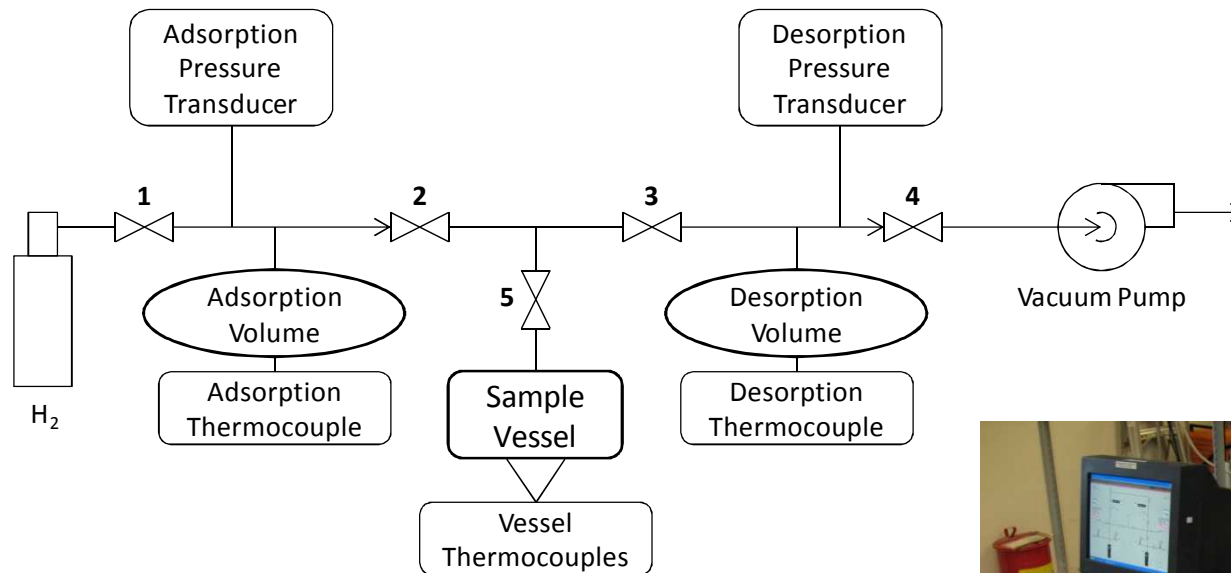 Adsorption
Pressure
Transducer
Desorption
Pressure
Transducer
1
2
3
4
5
Adsorption
Volume
Desorption
Volume
Vacuum Pump
Adsorption
Thermocouple
Sample
Vessel
Desorption
Thermocouple
H₂
Vessel
Thermocouples